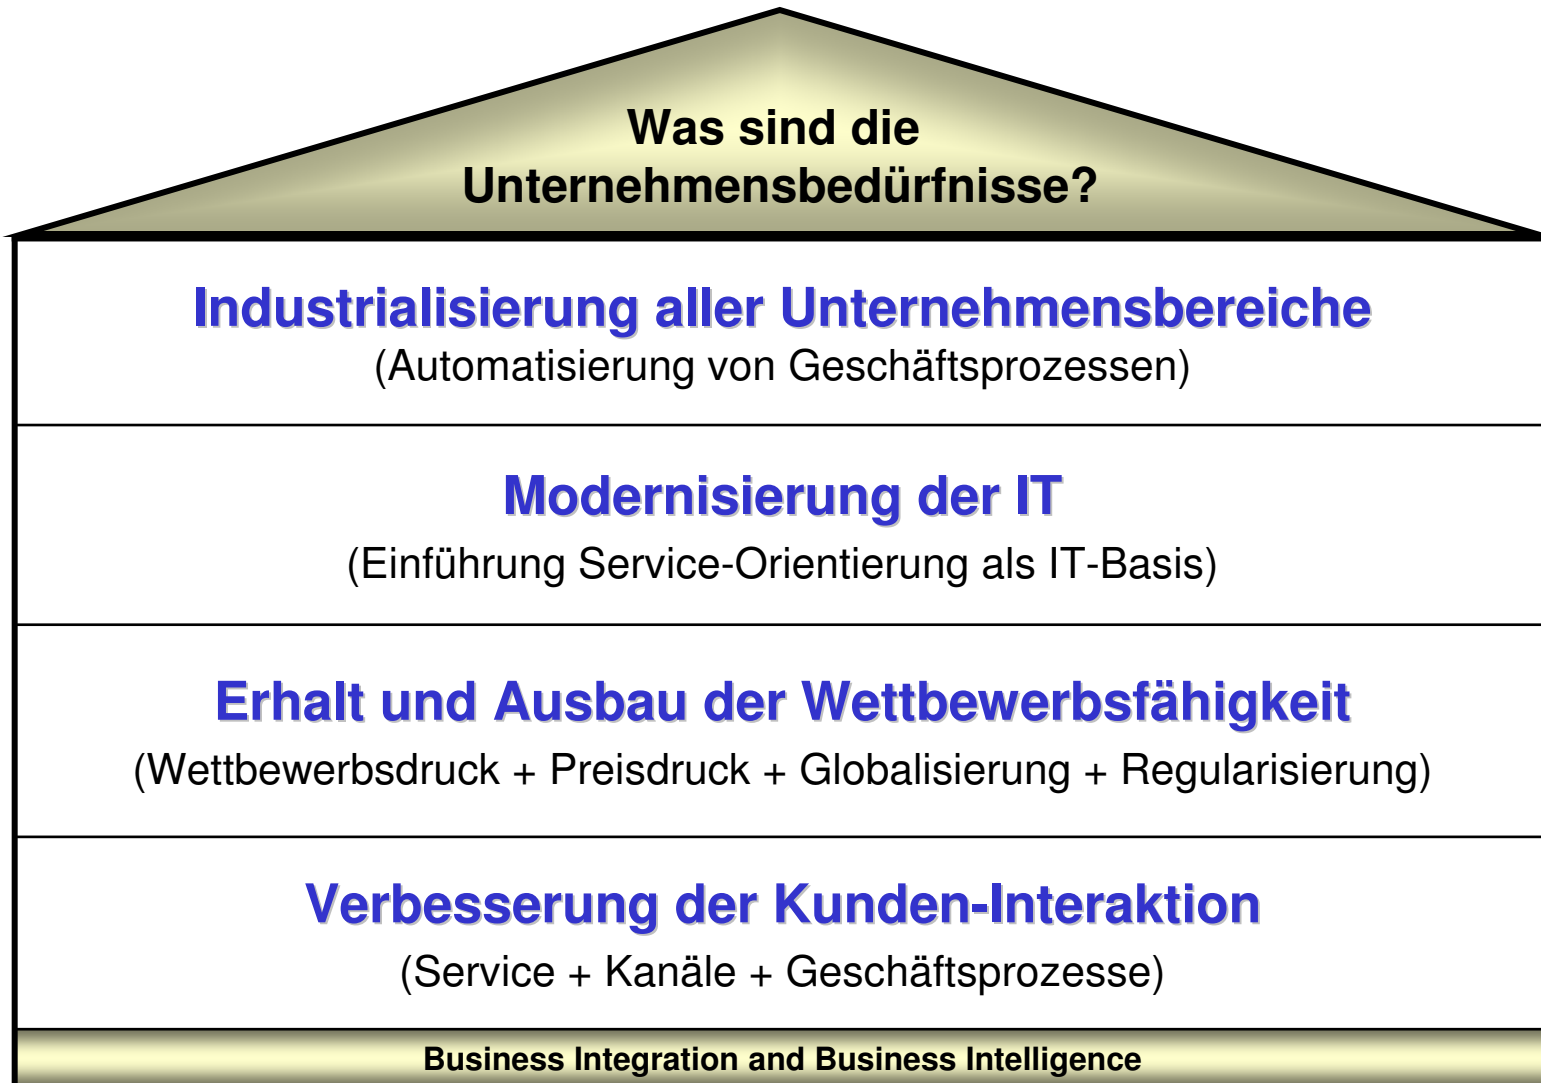 Was sind die
Unternehmensbedürfnisse?
Industrialisierung aller Unternehmensbereiche
(Automatisierung von Geschäftsprozessen)
Modernisierung der IT
(Einführung Service-Orientierung als IT-Basis)
Erhalt und Ausbau der Wettbewerbsfähigkeit
(Wettbewerbsdruck + Preisdruck + Globalisierung + Regularisierung)
Verbesserung der Kunden-Interaktion
(Service + Kanäle + Geschäftsprozesse)
Business Integration and Business Intelligence